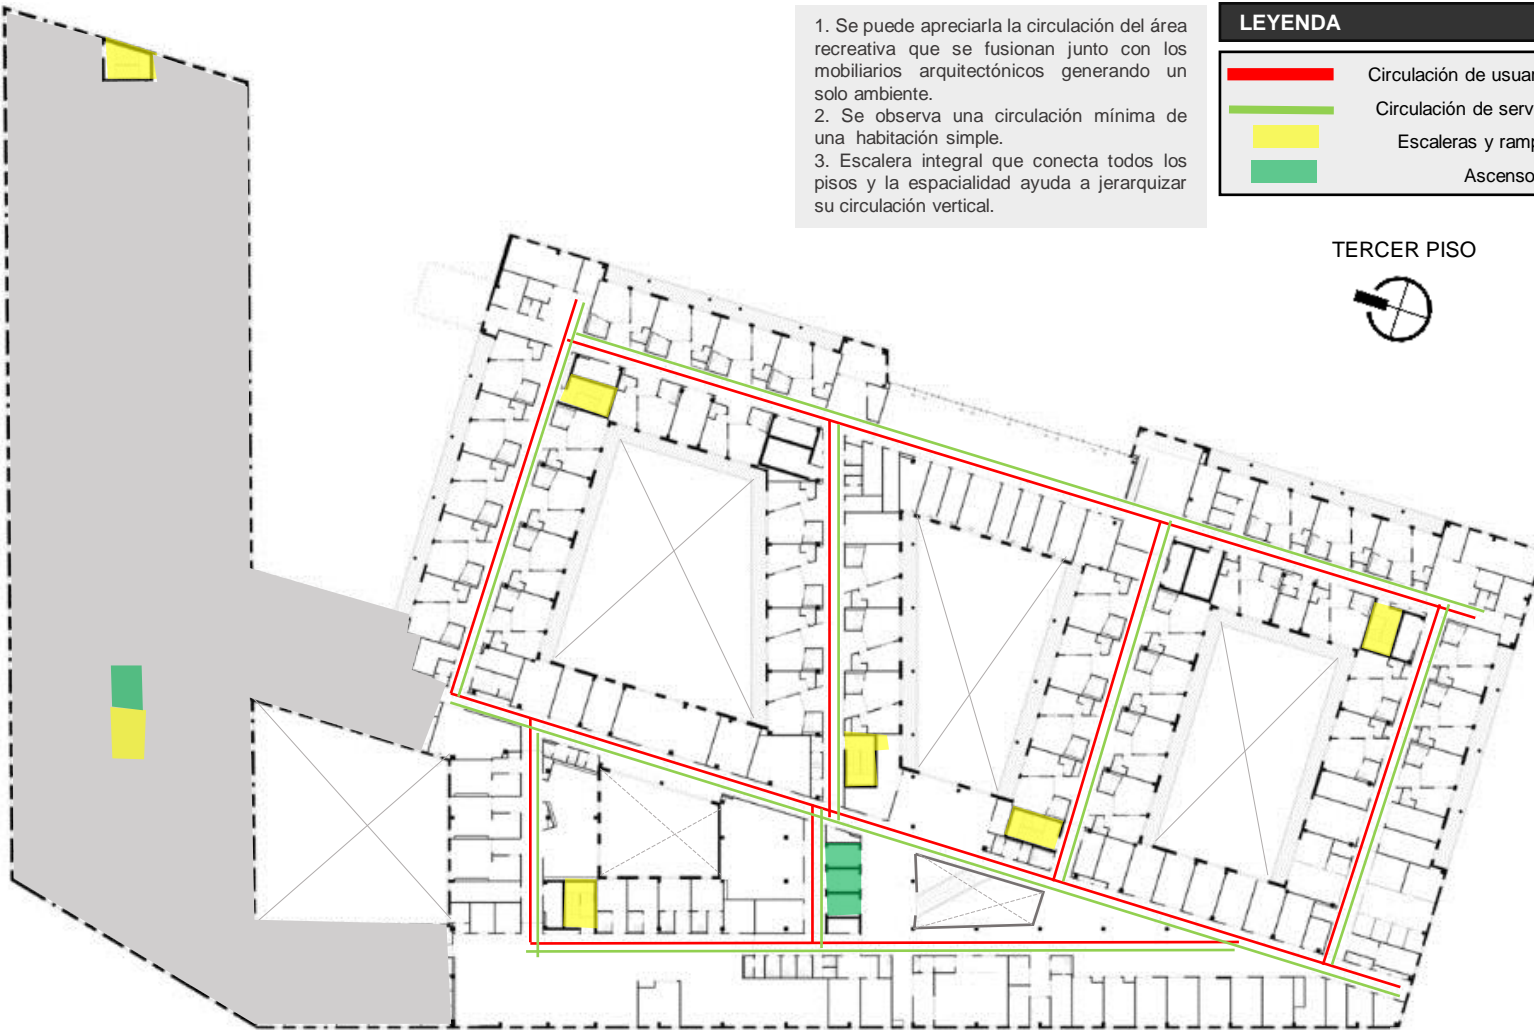 1. Se puede apreciarla la circulación del área
recreativa que se fusionan junto con los
mobiliarios arquitectónicos generando un
solo ambiente.
2. Se observa una circulación mínima de
una habitación simple.
3. Escalera integral que conecta todos los
pisos y la espacialidad ayuda a jerarquizar
su circulación vertical.
LEYENDA
Circulación de usuar
Circulación de serv
Escaleras y ramp
Ascenso
TERCER PISO